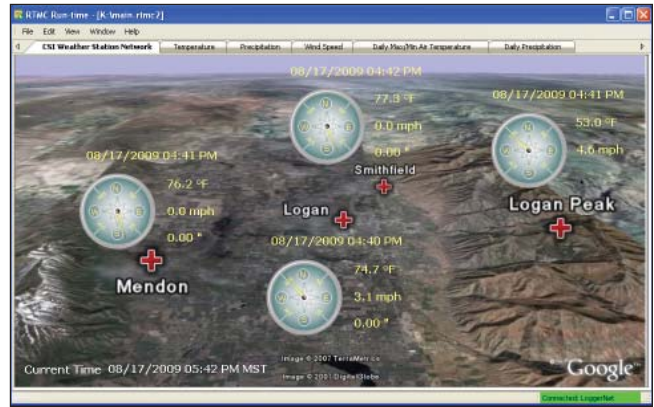 RTMC Run-time - [K:\main.rtmc2]
File Edit View Window Help
CSI Weather Station Network Temperature Precipitation Wind Speed Daily Max/Min Air Temperature Daily Precipitation
08/17/2009 04:42 PM
77.3 °F
0.0 mph
0.00 "
Smithfield
08/17/2009 04:41 PM
53.0 °F
4.6 mph
Logan Peak
08/17/2009 04:41 PM
76.2 °F
0.0 mph
0.00 "
Mendon
Logan
08/17/2009 04:40 PM
74.7 °F
3.1 mph
0.00 "
N
W E
S
N
W E
S
N
W E
S
N
W E
S
Image © 2007 TerraMetrics
Image © 2007 DigitalGlobe
Current Time 08/17/2009 05:42 PM MST
Google
Connected: LoggerNet